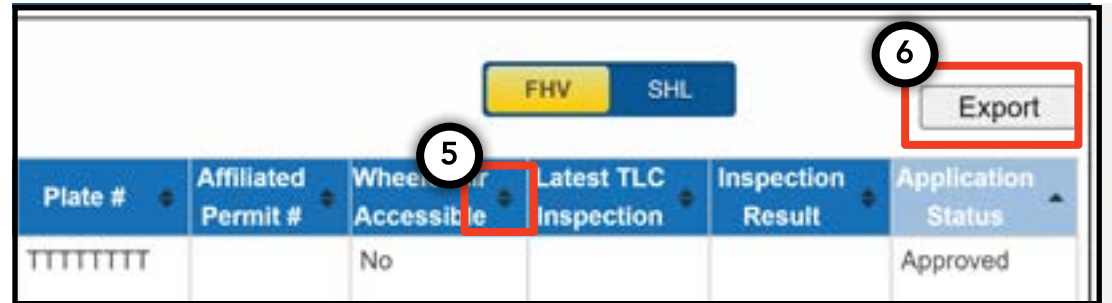 6
FHV SHL
Export
5
Plate # Affiliated Permit # Accessible Latest TLC Inspection Inspection Result Application Status
TTTTTTTT No Approved